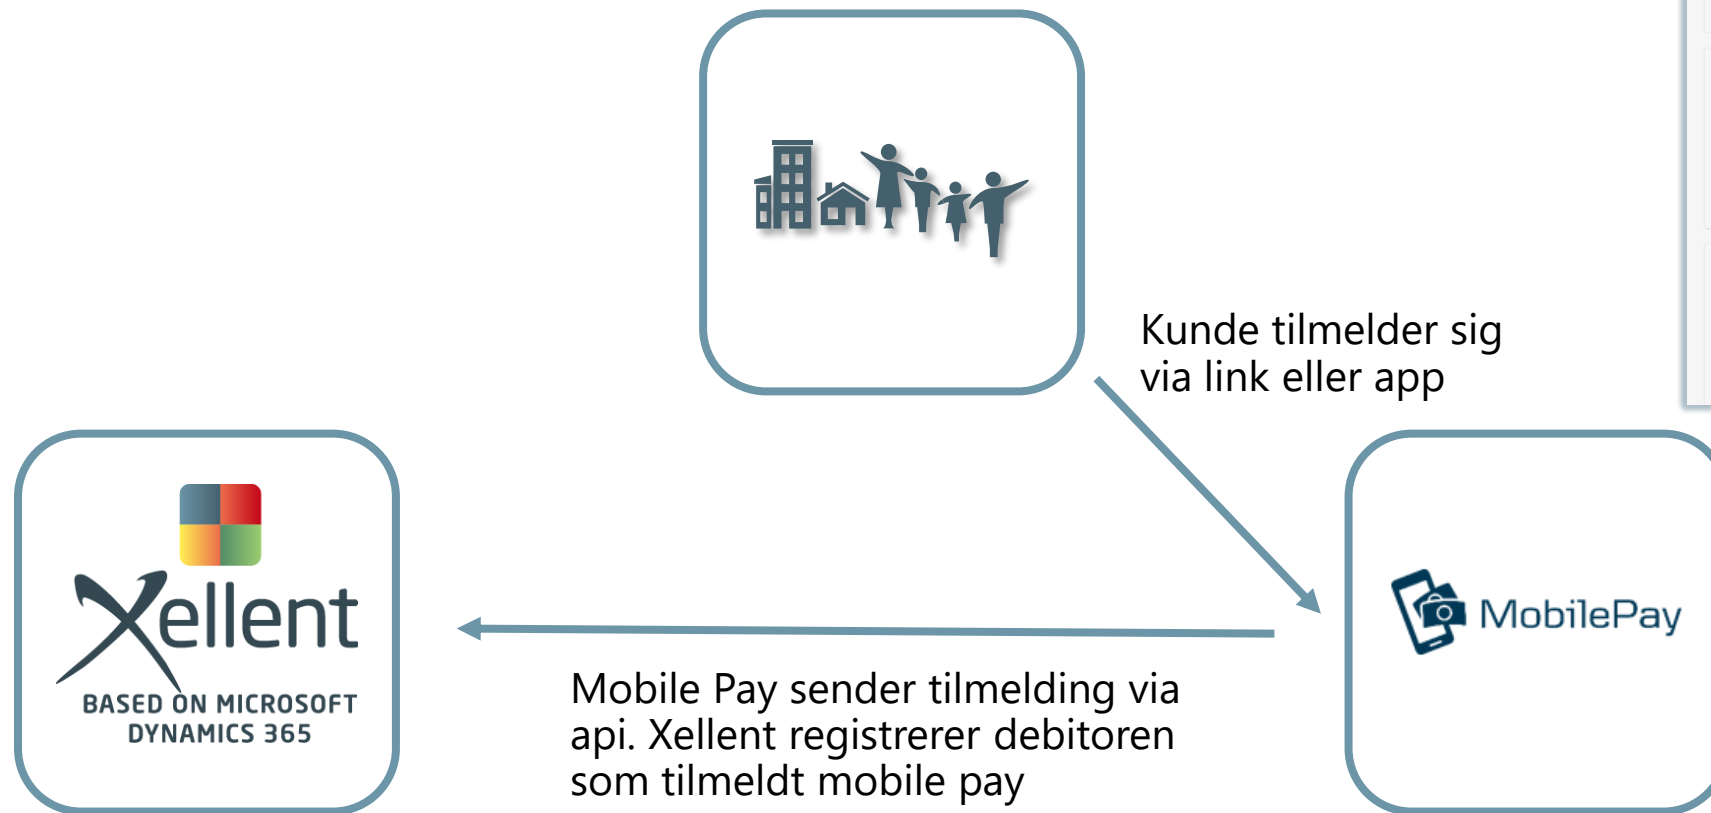 Kunde tilmelder sig
via link eller app
Xellent
BASED ON MICROSOFT
DYNAMICS 365
MobilePay
Mobile Pay sender tilmelding via
api. Xellent registrerer debitoren
som tilmeldt mobile pay